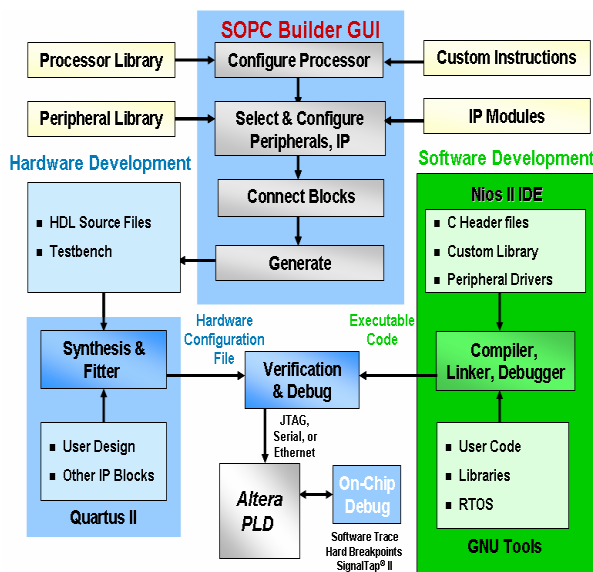 SOPC Builder GUI
Processor Library
Configure Processor
Custom Instructions
Peripheral Library
Select & Configure
Peripherals, IP
IP Modules
Hardware Development
Software Development
Connect Blocks
Generate
▪ HDL Source Files
▪ Testbench
Nios II IDE
▪ C Header files
▪ Custom Library
▪ Peripheral Drivers
Synthesis &
Fitter
Hardware
Configuration
File
Executable
Code
Verification
& Debug
Compiler,
Linker, Debugger
▪ User Design
▪ Other IP Blocks
Quartus II
JTAG,
Serial, or
Ethernet
Altera
PLD
On-Chip
Debug
Software Trace
Hard Breakpoints
SignalTap® II
▪ User Code
▪ Libraries
▪ RTOS
GNU Tools